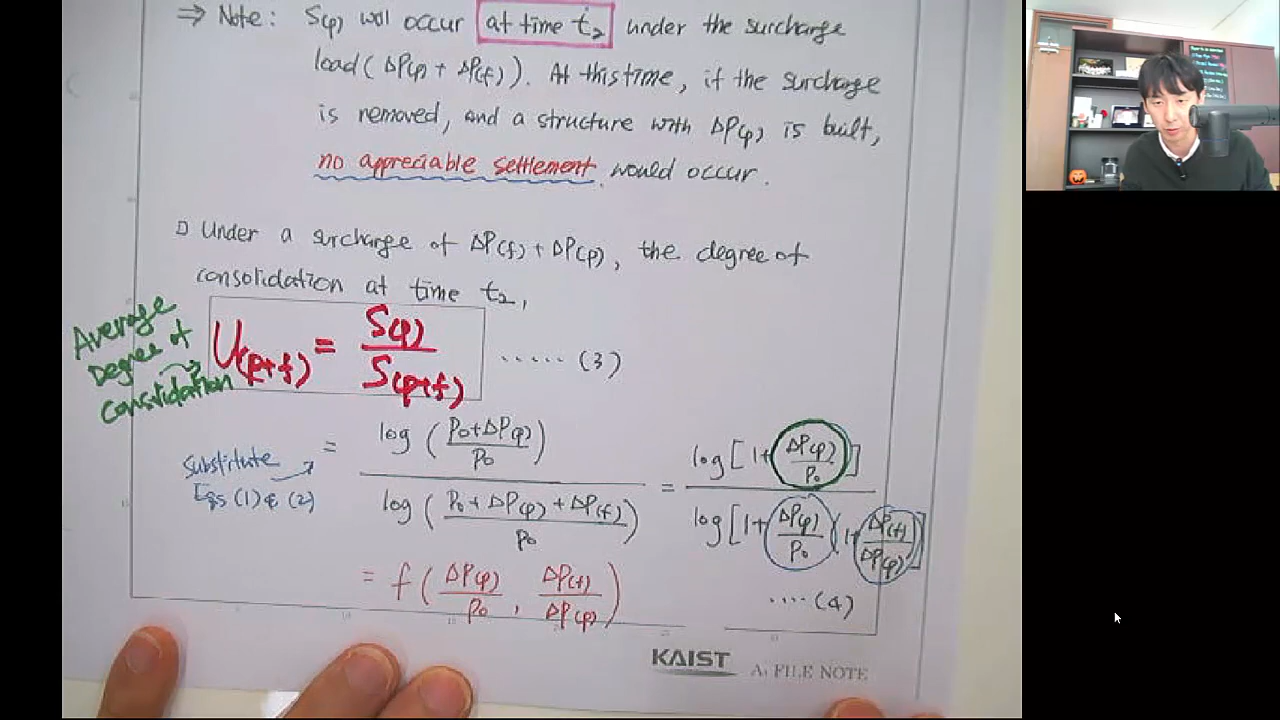 ⇒ Note: S(p) will occur at time t₂ under the surcharge
load (ΔP(p) + ΔP(f)). At this time, if the surcharge
is removed, and a structure with ΔP(p) is built,
no appreciable settlement would occur.
□ Under a surcharge of ΔP(f) + ΔP(p), the degree of
consolidation at time t₂,
Average
Degree of
Consolidation →
U(p+f) = S(p) / S(p+f) ..... (3)
Substitute
Eqs (1) & (2)
= log ( (P₀+ΔP(p)) / P₀ ) / log ( (P₀ + ΔP(p) + ΔP(f)) / P₀ ) = log [ 1+ ΔP(p)/P₀ ] / log [ 1+ ΔP(p)/P₀ ( 1+ ΔP(f)/ΔP(p) ) ]
.... (4)
= f ( ΔP(p)/P₀ , ΔP(f)/ΔP(p) )
KAIST A₄ FILE NOTE